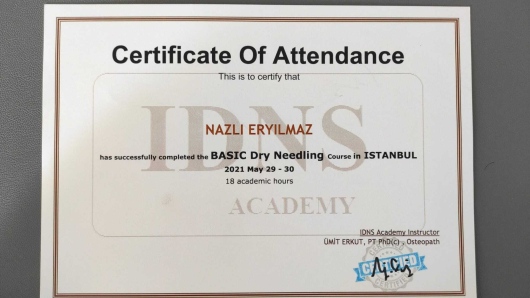 Certificate Of Attendance
This is to certify that
IDNS
NAZLI ERYILMAZ
has successfully completed the BASIC Dry Needling Course in ISTANBUL
2021 May 29 - 30
18 academic hours
ACADEMY
IDNS Academy Instructor
ÜMİT ERKUT, PT PhD(c) , Osteopath
CERTIFIED